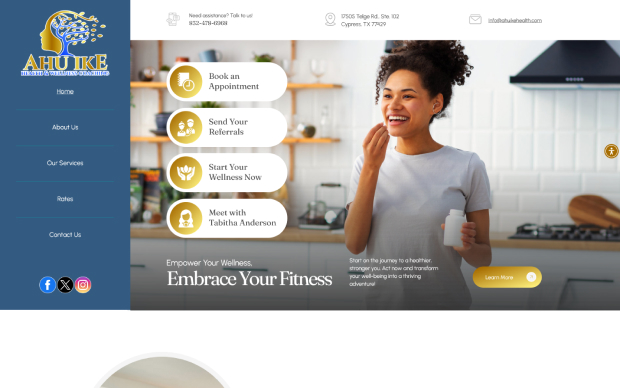 AHU IKE
HEALTH & WELLNESS COACHING
Home
About Us
Our Services
Rates
Contact Us
Need assistance? Talk to us!
17505 Telge Rd., Ste. 102
Cypress, TX 77429
info@ahuikehealth.com
Book an
Appointment
Send Your
Referrals
Start Your
Wellness Now
Meet with
Tabitha Anderson
Empower Your Wellness,
Embrace Your Fitness
Start on the journey to a healthier,
stronger you. Act now and transform
your well-being into a thriving
adventure!
Learn More